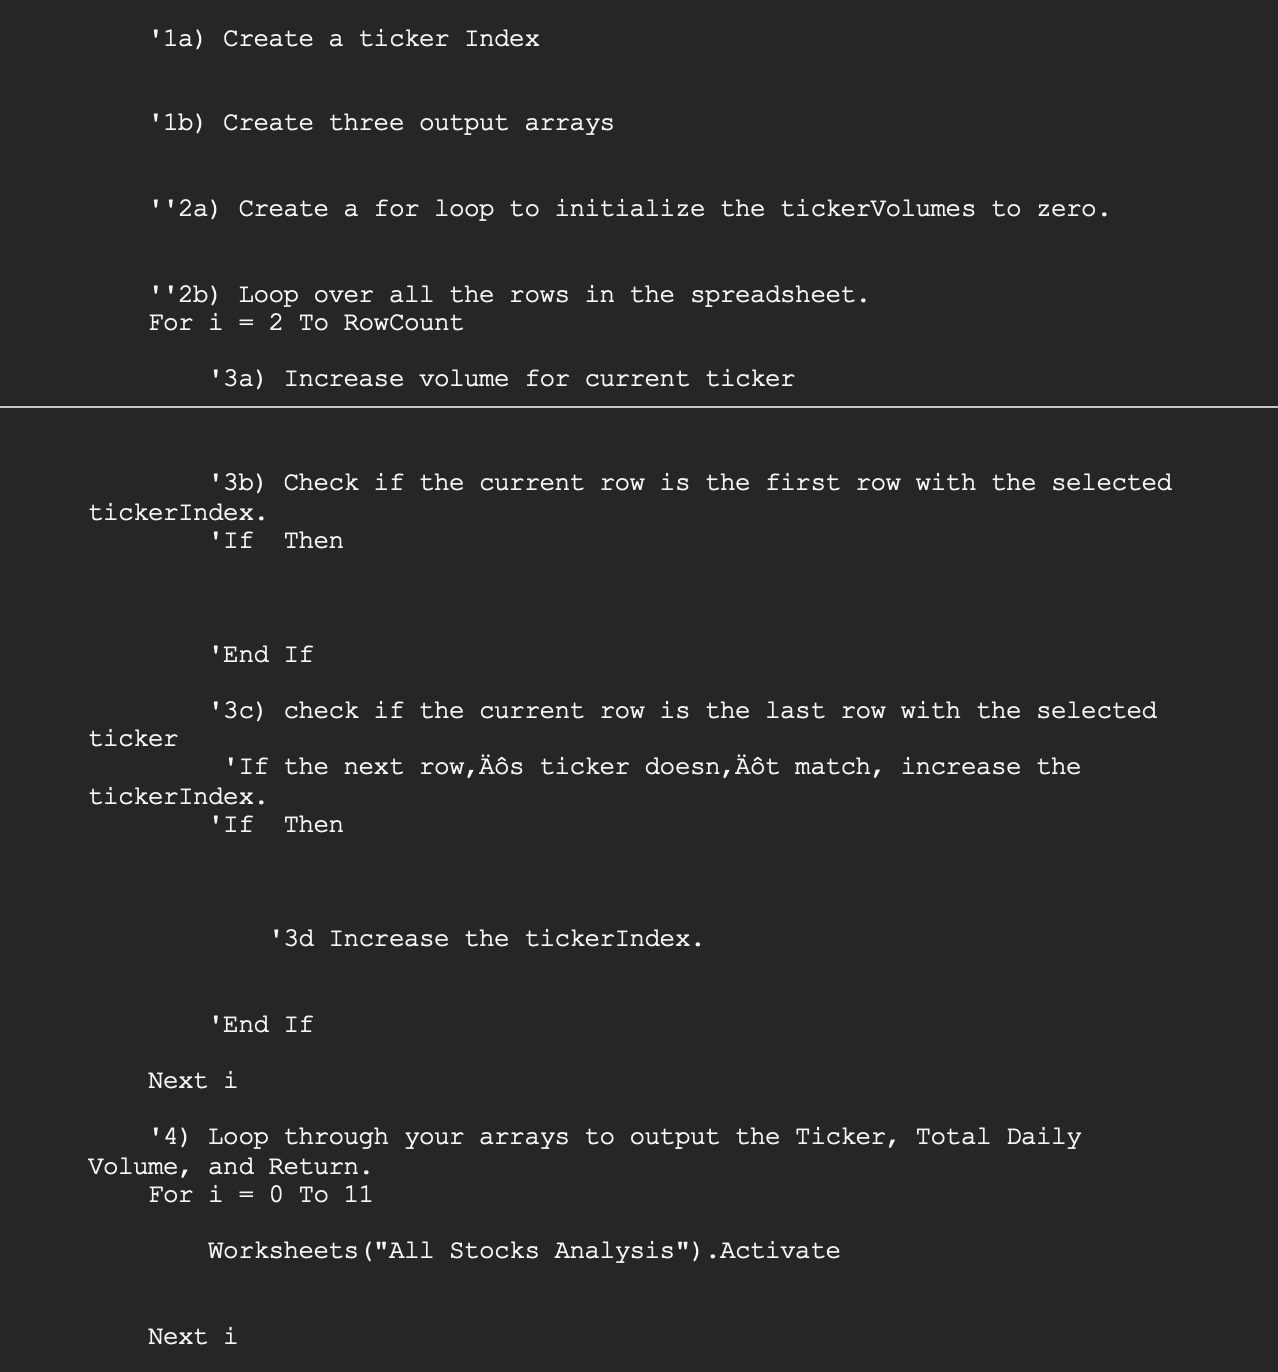 '1a) Create a ticker Index
'1b) Create three output arrays
''2a) Create a for loop to initialize the tickerVolumes to zero.
''2b) Loop over all the rows in the spreadsheet.
For i = 2 To RowCount
'3a) Increase volume for current ticker
'3b) Check if the current row is the first row with the selected
tickerIndex.
'If  Then
'End If
'3c) check if the current row is the last row with the selected
ticker
'If the next row‚Äôs ticker doesn‚Äôt match, increase the
tickerIndex.
'If  Then
'3d Increase the tickerIndex.
'End If
Next i
'4) Loop through your arrays to output the Ticker, Total Daily
Volume, and Return.
For i = 0 To 11
Worksheets("All Stocks Analysis").Activate
Next i